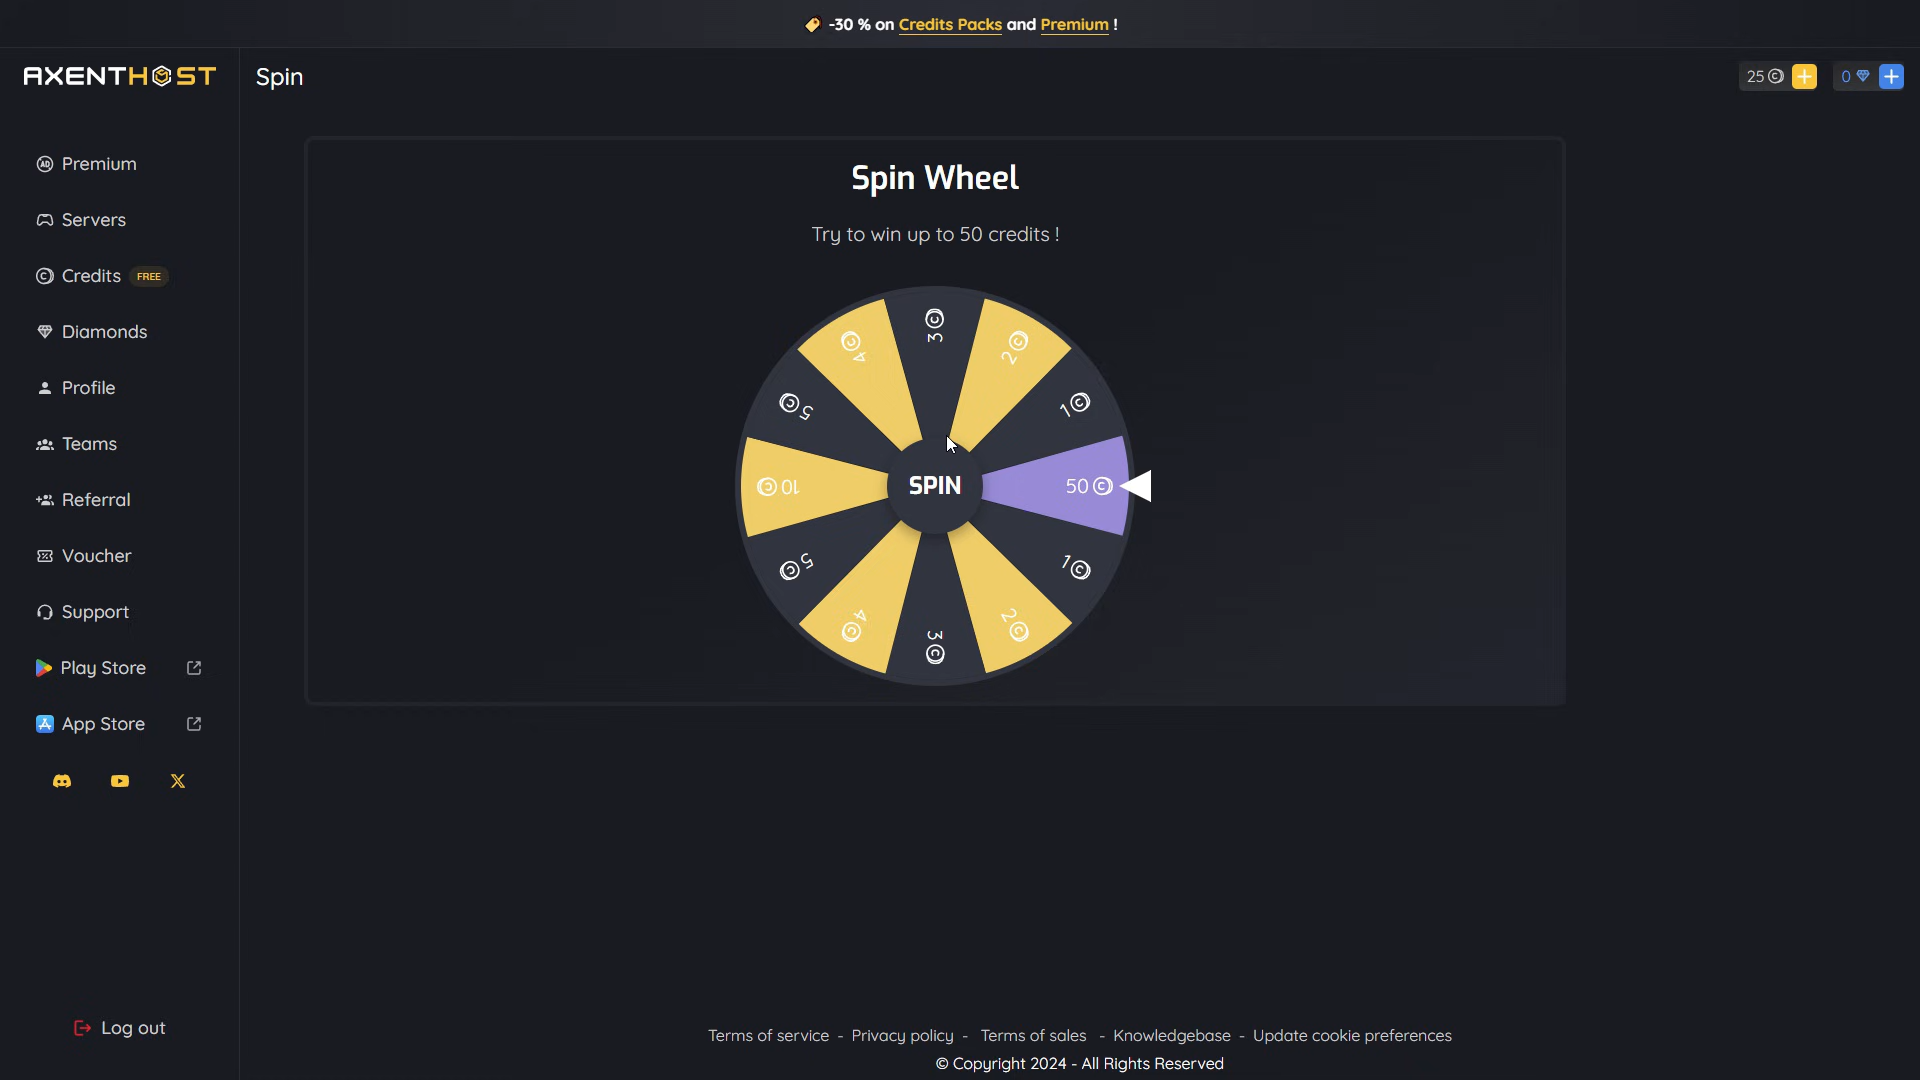 -30 % on Credits Packs and Premium !
AXENTHOST
Spin
25
0
Premium
Servers
Credits FREE
Diamonds
Profile
Teams
Referral
Voucher
Support
Play Store
App Store
Log out
Spin Wheel
Try to win up to 50 credits !
3
2
1
50
1
2
3
4
5
10
5
4
SPIN
Terms of service - Privacy policy - Terms of sales - Knowledgebase - Update cookie preferences
© Copyright 2024 - All Rights Reserved